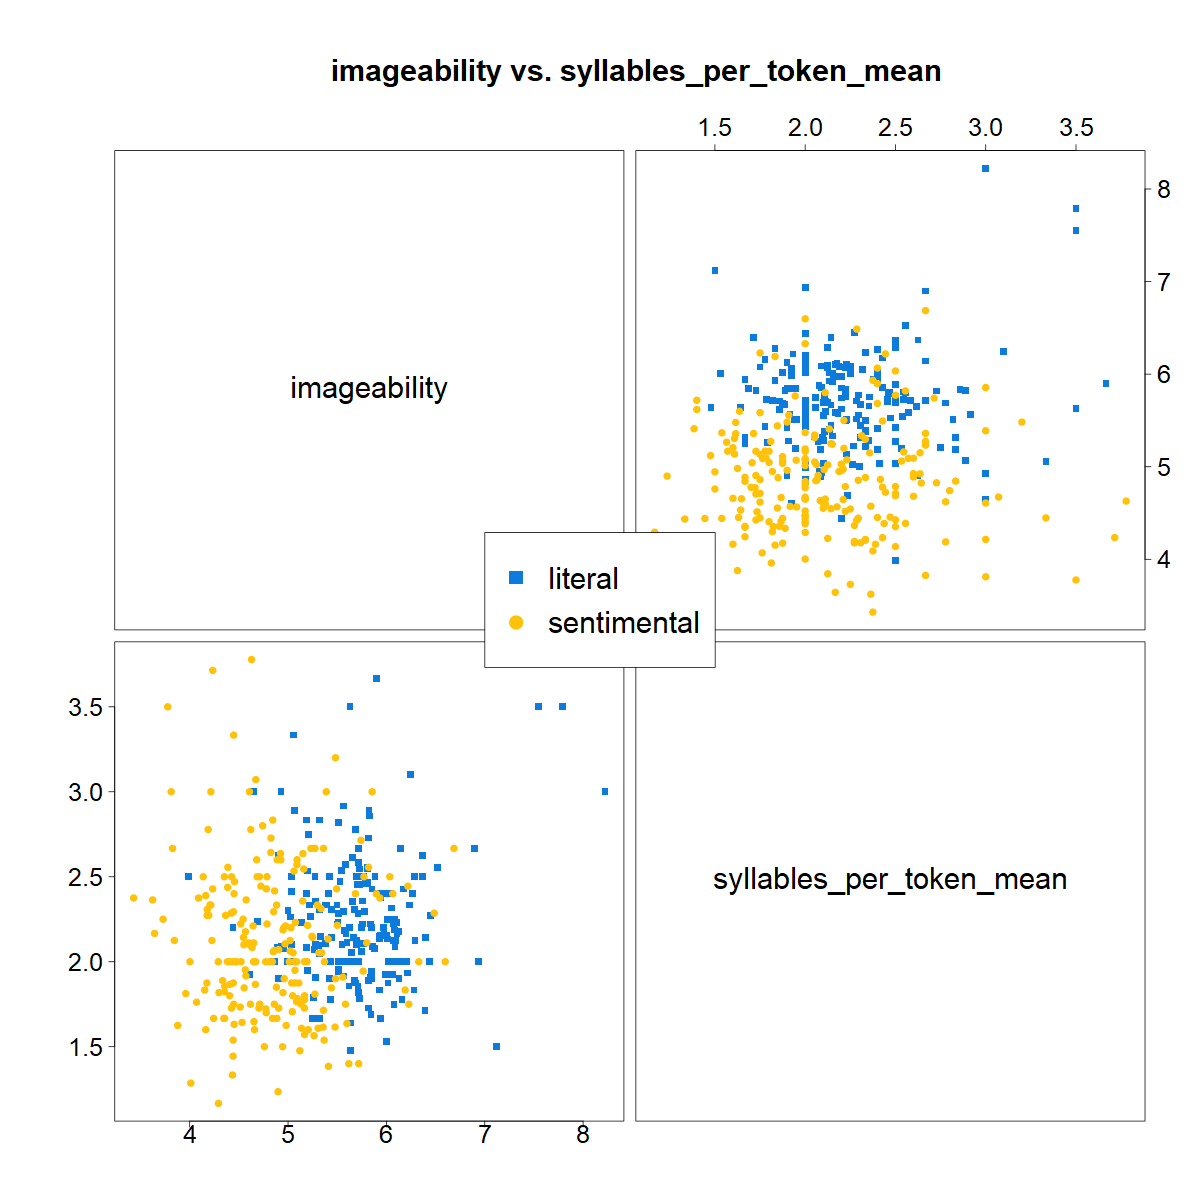 imageability vs. syllables_per_token_mean
1.5 2.0 2.5 3.0 3.5
imageability
8
7
6
5
4
literal
sentimental
3.5
3.0
2.5
2.0
1.5
syllables_per_token_mean
4 5 6 7 8